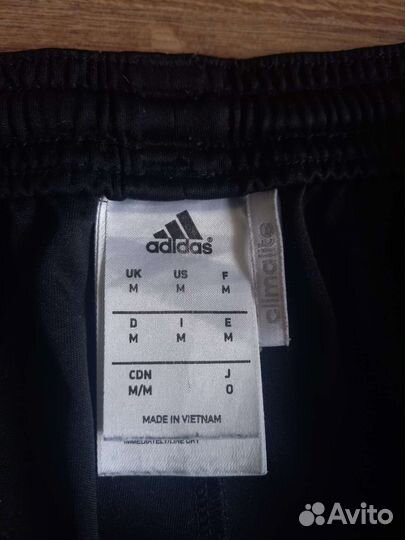 adidas®
UK US F
M M M
D I E
M M M
CDN J
M/M O
MADE IN VIETNAM
climalite
Avito